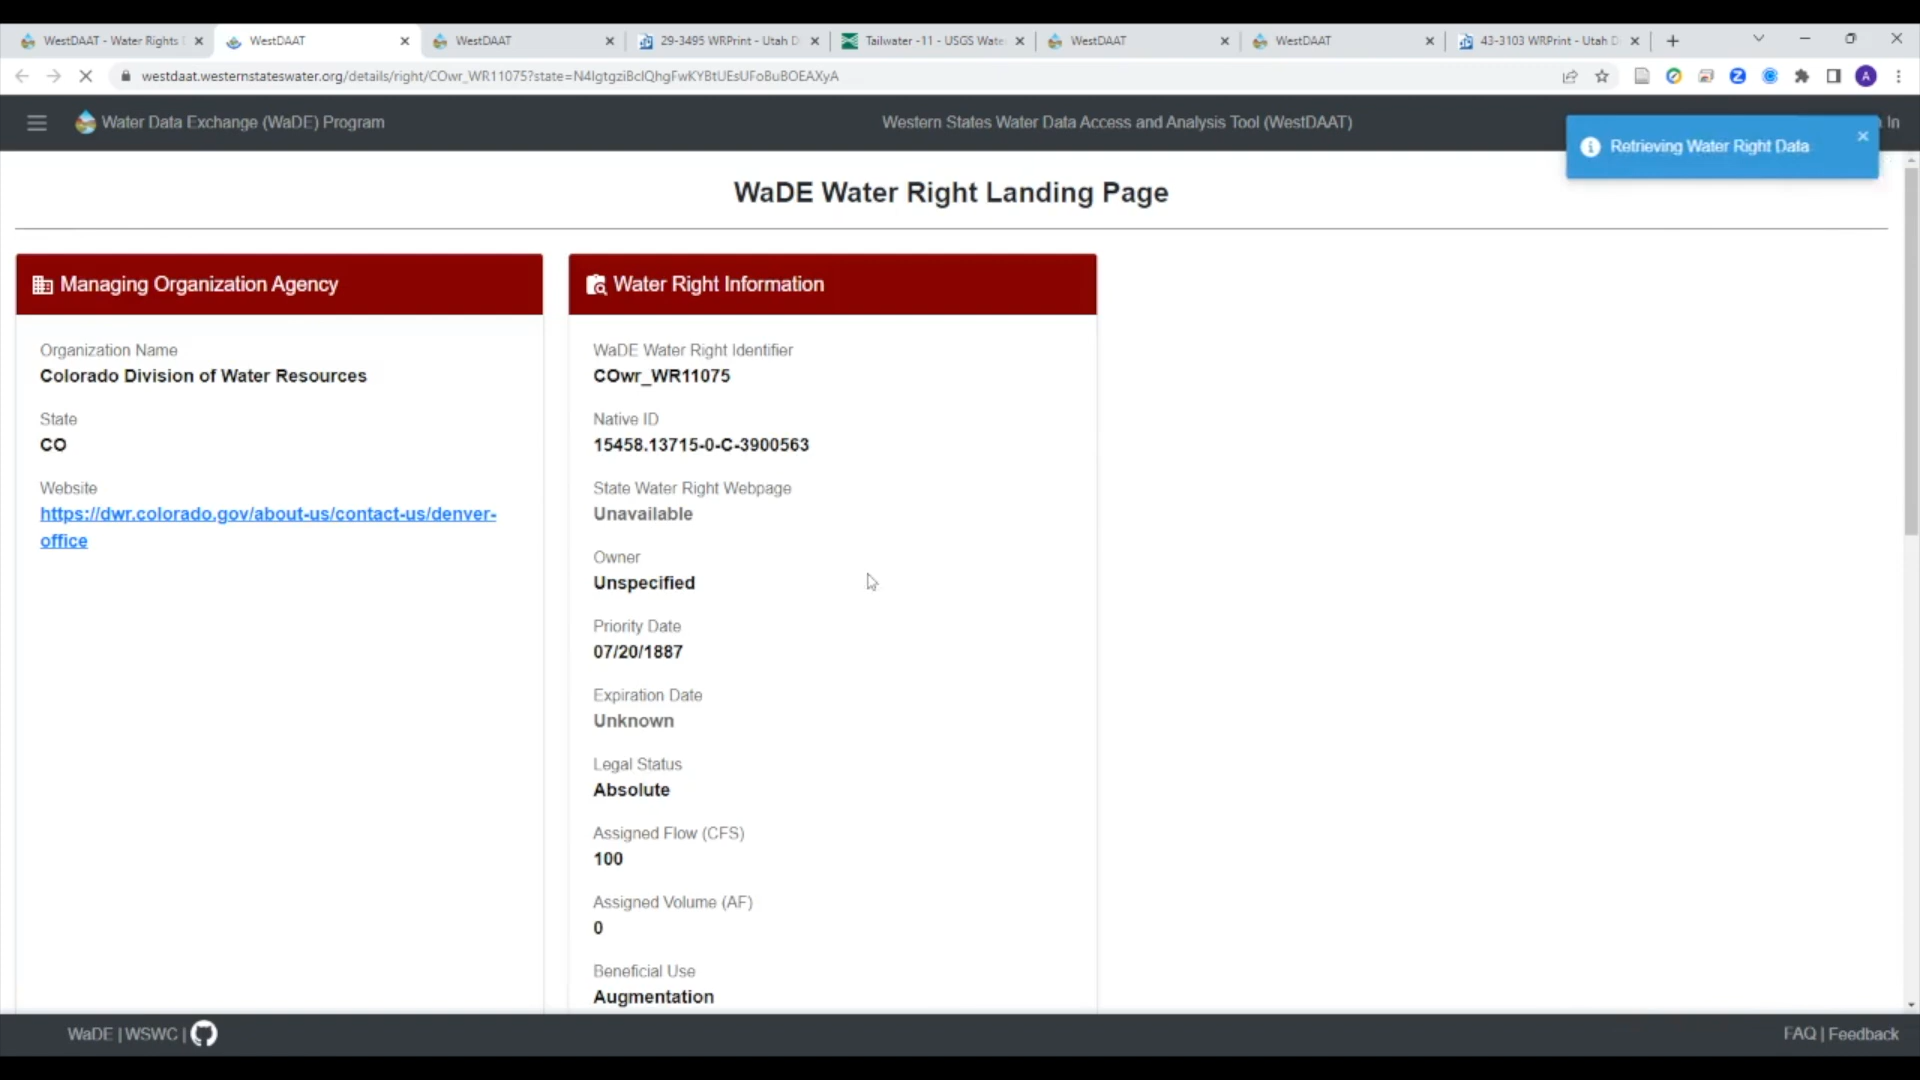 WestDAAT - Water Rights
WestDAAT
WestDAAT
29-3495 WRPrint - Utah D
Tailwater -11 - USGS Wate
WestDAAT
WestDAAT
43-3103 WRPrint - Utah D
westdaat.westernstateswater.org/details/right/COwr_WR11075?state=N4IgtgziBclQhgFwKYBtUEsUFoBuBOEAXyA
A
Water Data Exchange (WaDE) Program
Western States Water Data Access and Analysis Tool (WestDAAT)
In
Retrieving Water Right Data
WaDE Water Right Landing Page
Managing Organization Agency
Organization Name
Colorado Division of Water Resources
State
CO
Website
https://dwr.colorado.gov/about-us/contact-us/denver-
office
Water Right Information
WaDE Water Right Identifier
COwr_WR11075
Native ID
15458.13715-0-C-3900563
State Water Right Webpage
Unavailable
Owner
Unspecified
Priority Date
07/20/1887
Expiration Date
Unknown
Legal Status
Absolute
Assigned Flow (CFS)
100
Assigned Volume (AF)
0
Beneficial Use
Augmentation
WaDE | WSWC |
FAQ | Feedback